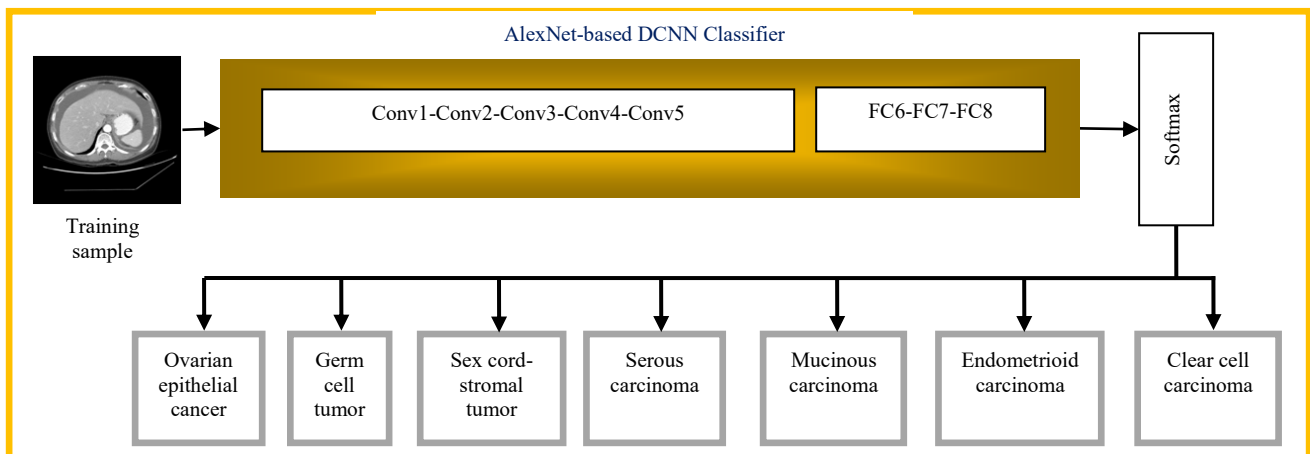 AlexNet-based DCNN Classifier
Conv1-Conv2-Conv3-Conv4-Conv5
FC6-FC7-FC8
Softmax
Training
sample
Ovarian
epithelial
cancer
Germ
cell
tumor
Sex cord-
stromal
tumor
Serous
carcinoma
Mucinous
carcinoma
Endometrioid
carcinoma
Clear cell
carcinoma